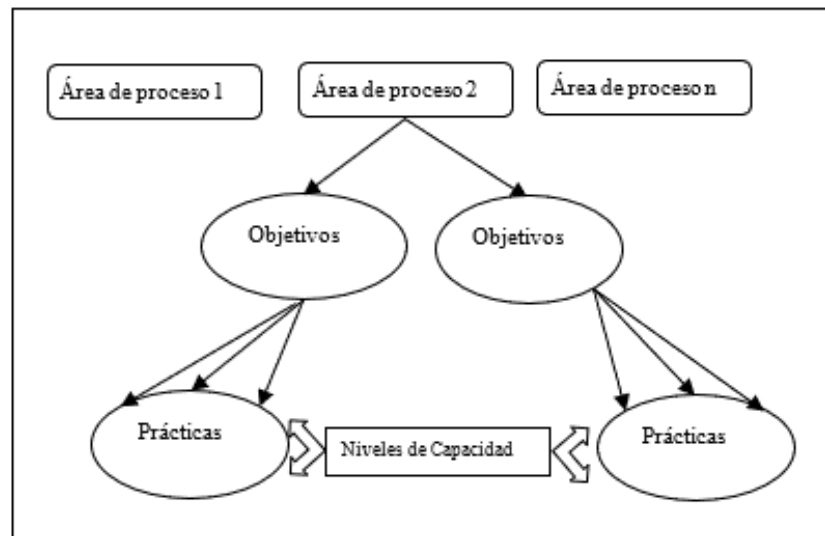 Área de proceso 1
Área de proceso 2
Área de proceso n
Objetivos
Objetivos
Prácticas
Niveles de Capacidad
Prácticas